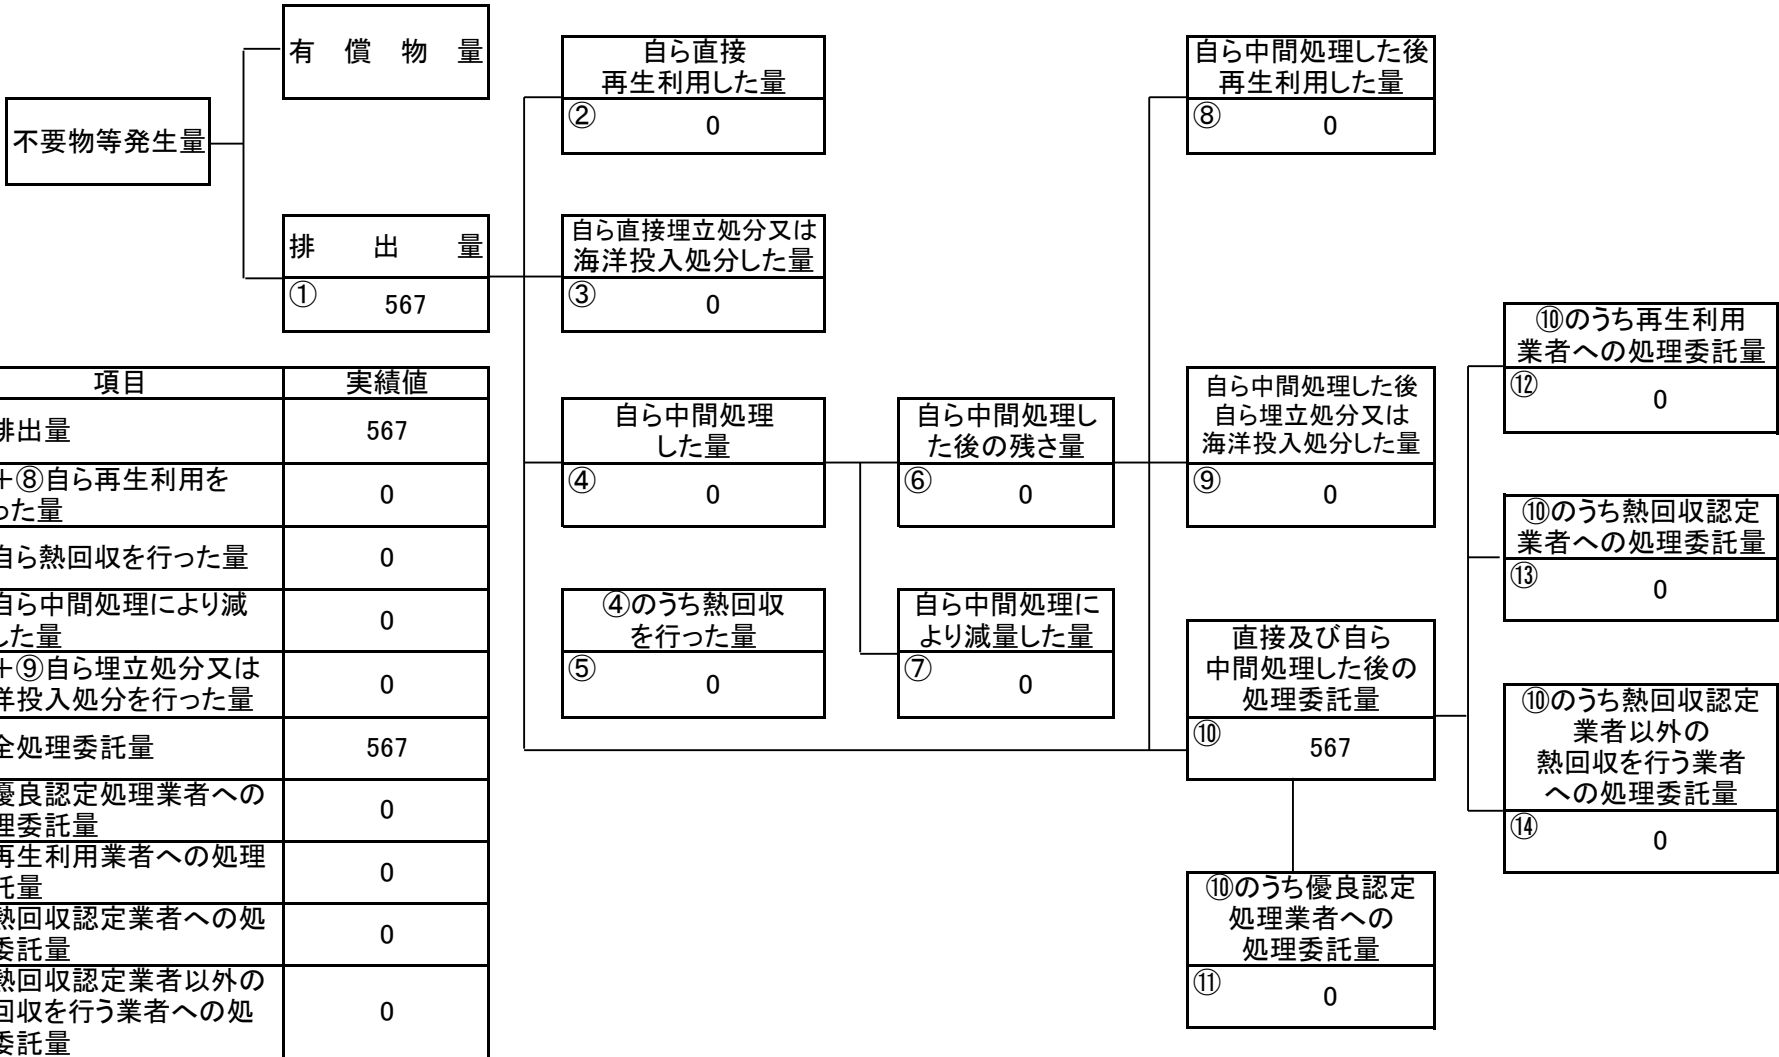 不要物等発生量
有償物量
排出量
①
567
自ら直接
再生利用した量
②
0
自ら直接埋立処分又は
海洋投入処分した量
③
0
自ら中間処理
した量
④
0
④のうち熱回収
を行った量
⑤
0
自ら中間処理し
た後の残さ量
⑥
0
自ら中間処理に
より減量した量
⑦
0
自ら中間処理した後
再生利用した量
⑧
0
自ら中間処理した後
自ら埋立処分又は
海洋投入処分した量
⑨
0
直接及び自ら
中間処理した後の
処理委託量
⑩
567
⑩のうち優良認定
処理業者への
処理委託量
⑪
0
⑩のうち再生利用
業者への処理委託量
⑫
0
⑩のうち熱回収認定
業者への処理委託量
⑬
0
⑩のうち熱回収認定
業者以外の
熱回収を行う業者
への処理委託量
⑭
0
項目 実績値
排出量
567
+⑧自ら再生利用を
った量
0
自ら熱回収を行った量
0
自ら中間処理により減
した量
0
+⑨自ら埋立処分又は
洋投入処分を行った量
0
全処理委託量
567
優良認定処理業者への
理委託量
0
再生利用業者への処理
託量
0
熱回収認定業者への処
委託量
0
熱回収認定業者以外の
回収を行う業者への処
委託量
0